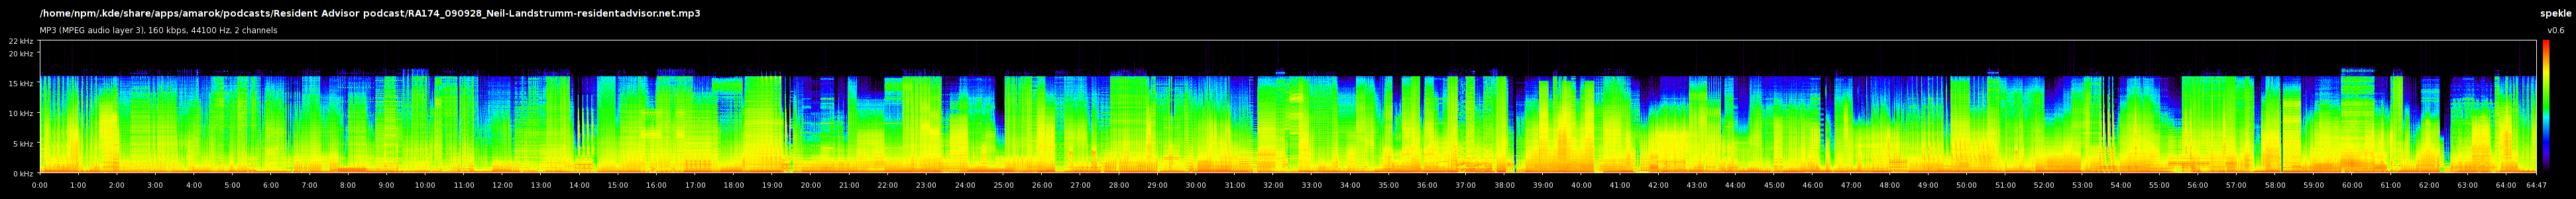 /home/npm/.kde/share/apps/amarok/podcasts/Resident Advisor podcast/RA174_090928_Neil-Landstrumm-residentadvisor.net.mp3 spekle
MP3 (MPEG audio layer 3), 160 kbps, 44100 Hz, 2 channels v0.6
22 kHz
20 kHz
15 kHz
10 kHz
5 kHz
0 kHz
0:00 1:00 2:00 3:00 4:00 5:00 6:00 7:00 8:00 9:00 10:00 11:00 12:00 13:00 14:00 15:00 16:00 17:00 18:00 19:00 20:00 21:00 22:00 23:00 24:00 25:00 26:00 27:00 28:00 29:00 30:00 31:00 32:00 33:00 34:00 35:00 36:00 37:00 38:00 39:00 40:00 41:00 42:00 43:00 44:00 45:00 46:00 47:00 48:00 49:00 50:00 51:00 52:00 53:00 54:00 55:00 56:00 57:00 58:00 59:00 60:00 61:00 62:00 63:00 64:00 64:47